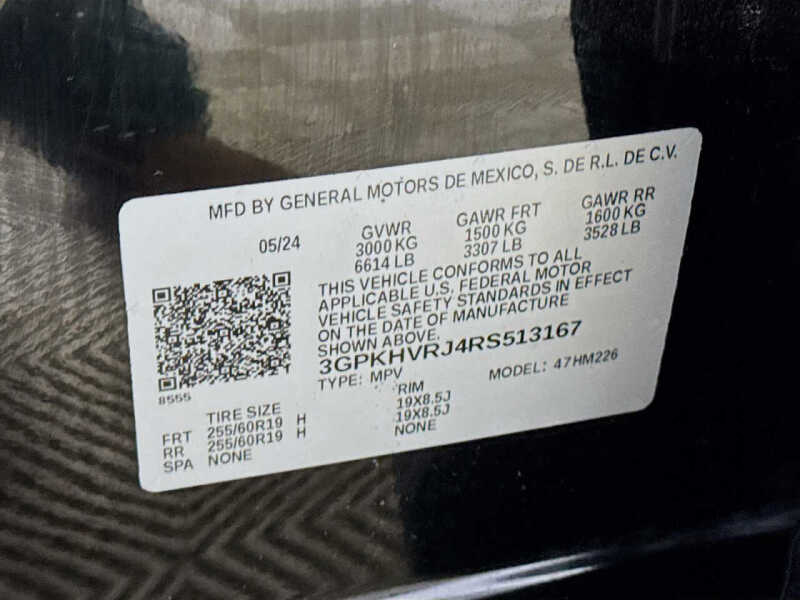 MFD BY GENERAL MOTORS DE MEXICO, S. DE R.L. DE C.V.
05/24 GVWR GAWR FRT GAWR RR
3000 KG 1500 KG 1600 KG
6614 LB 3307 LB 3528 LB
THIS VEHICLE CONFORMS TO ALL
APPLICABLE U.S. FEDERAL MOTOR
VEHICLE SAFETY STANDARDS IN EFFECT
ON THE DATE OF MANUFACTURE
SHOWN ABOVE.
3GPKHVRJ4RS513167
TYPE: MPV MODEL: 47HM226
8555
TIRE SIZE RIM
FRT 255/60R19 H 19X8.5J
RR 255/60R19 H 19X8.5J
SPA NONE NONE